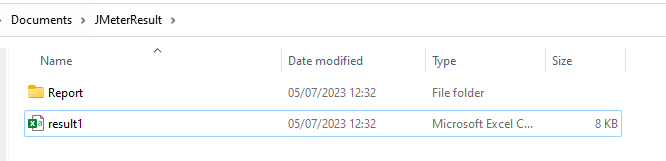 Documents > JMeterResult
Name Date modified Type Size
Report 05/07/2023 12:32 File folder
result1 05/07/2023 12:32 Microsoft Excel C... 8 KB